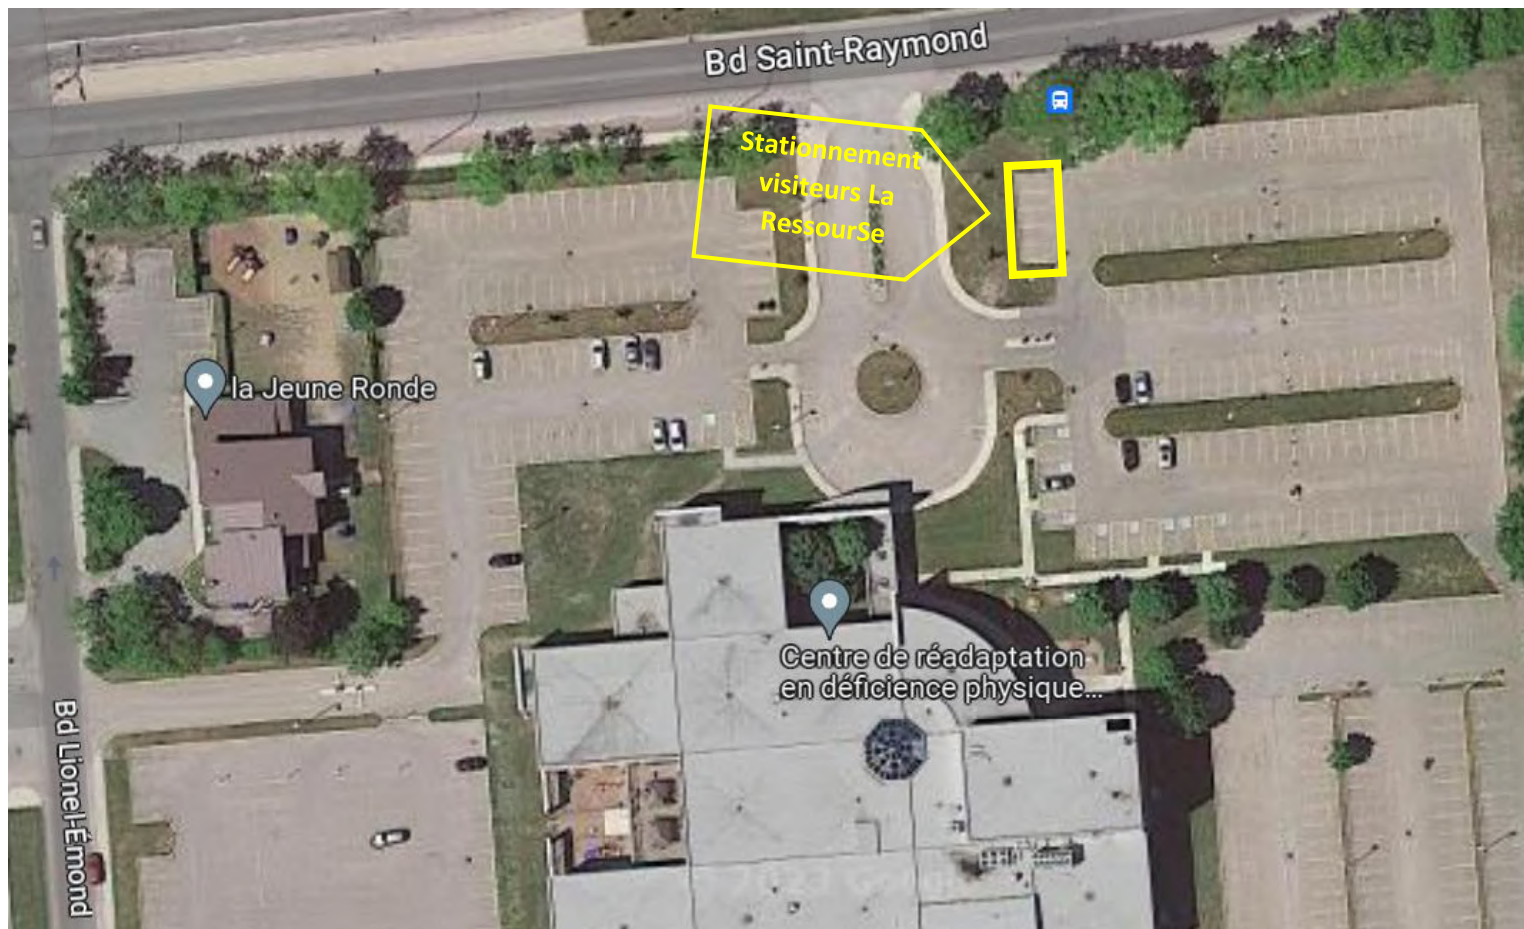 Bd Saint-Raymond
Stationnement
visiteurs La
RessourSe
la Jeune Ronde
Centre de réadaptation
en déficience physique...
Bd Lionel-Émond